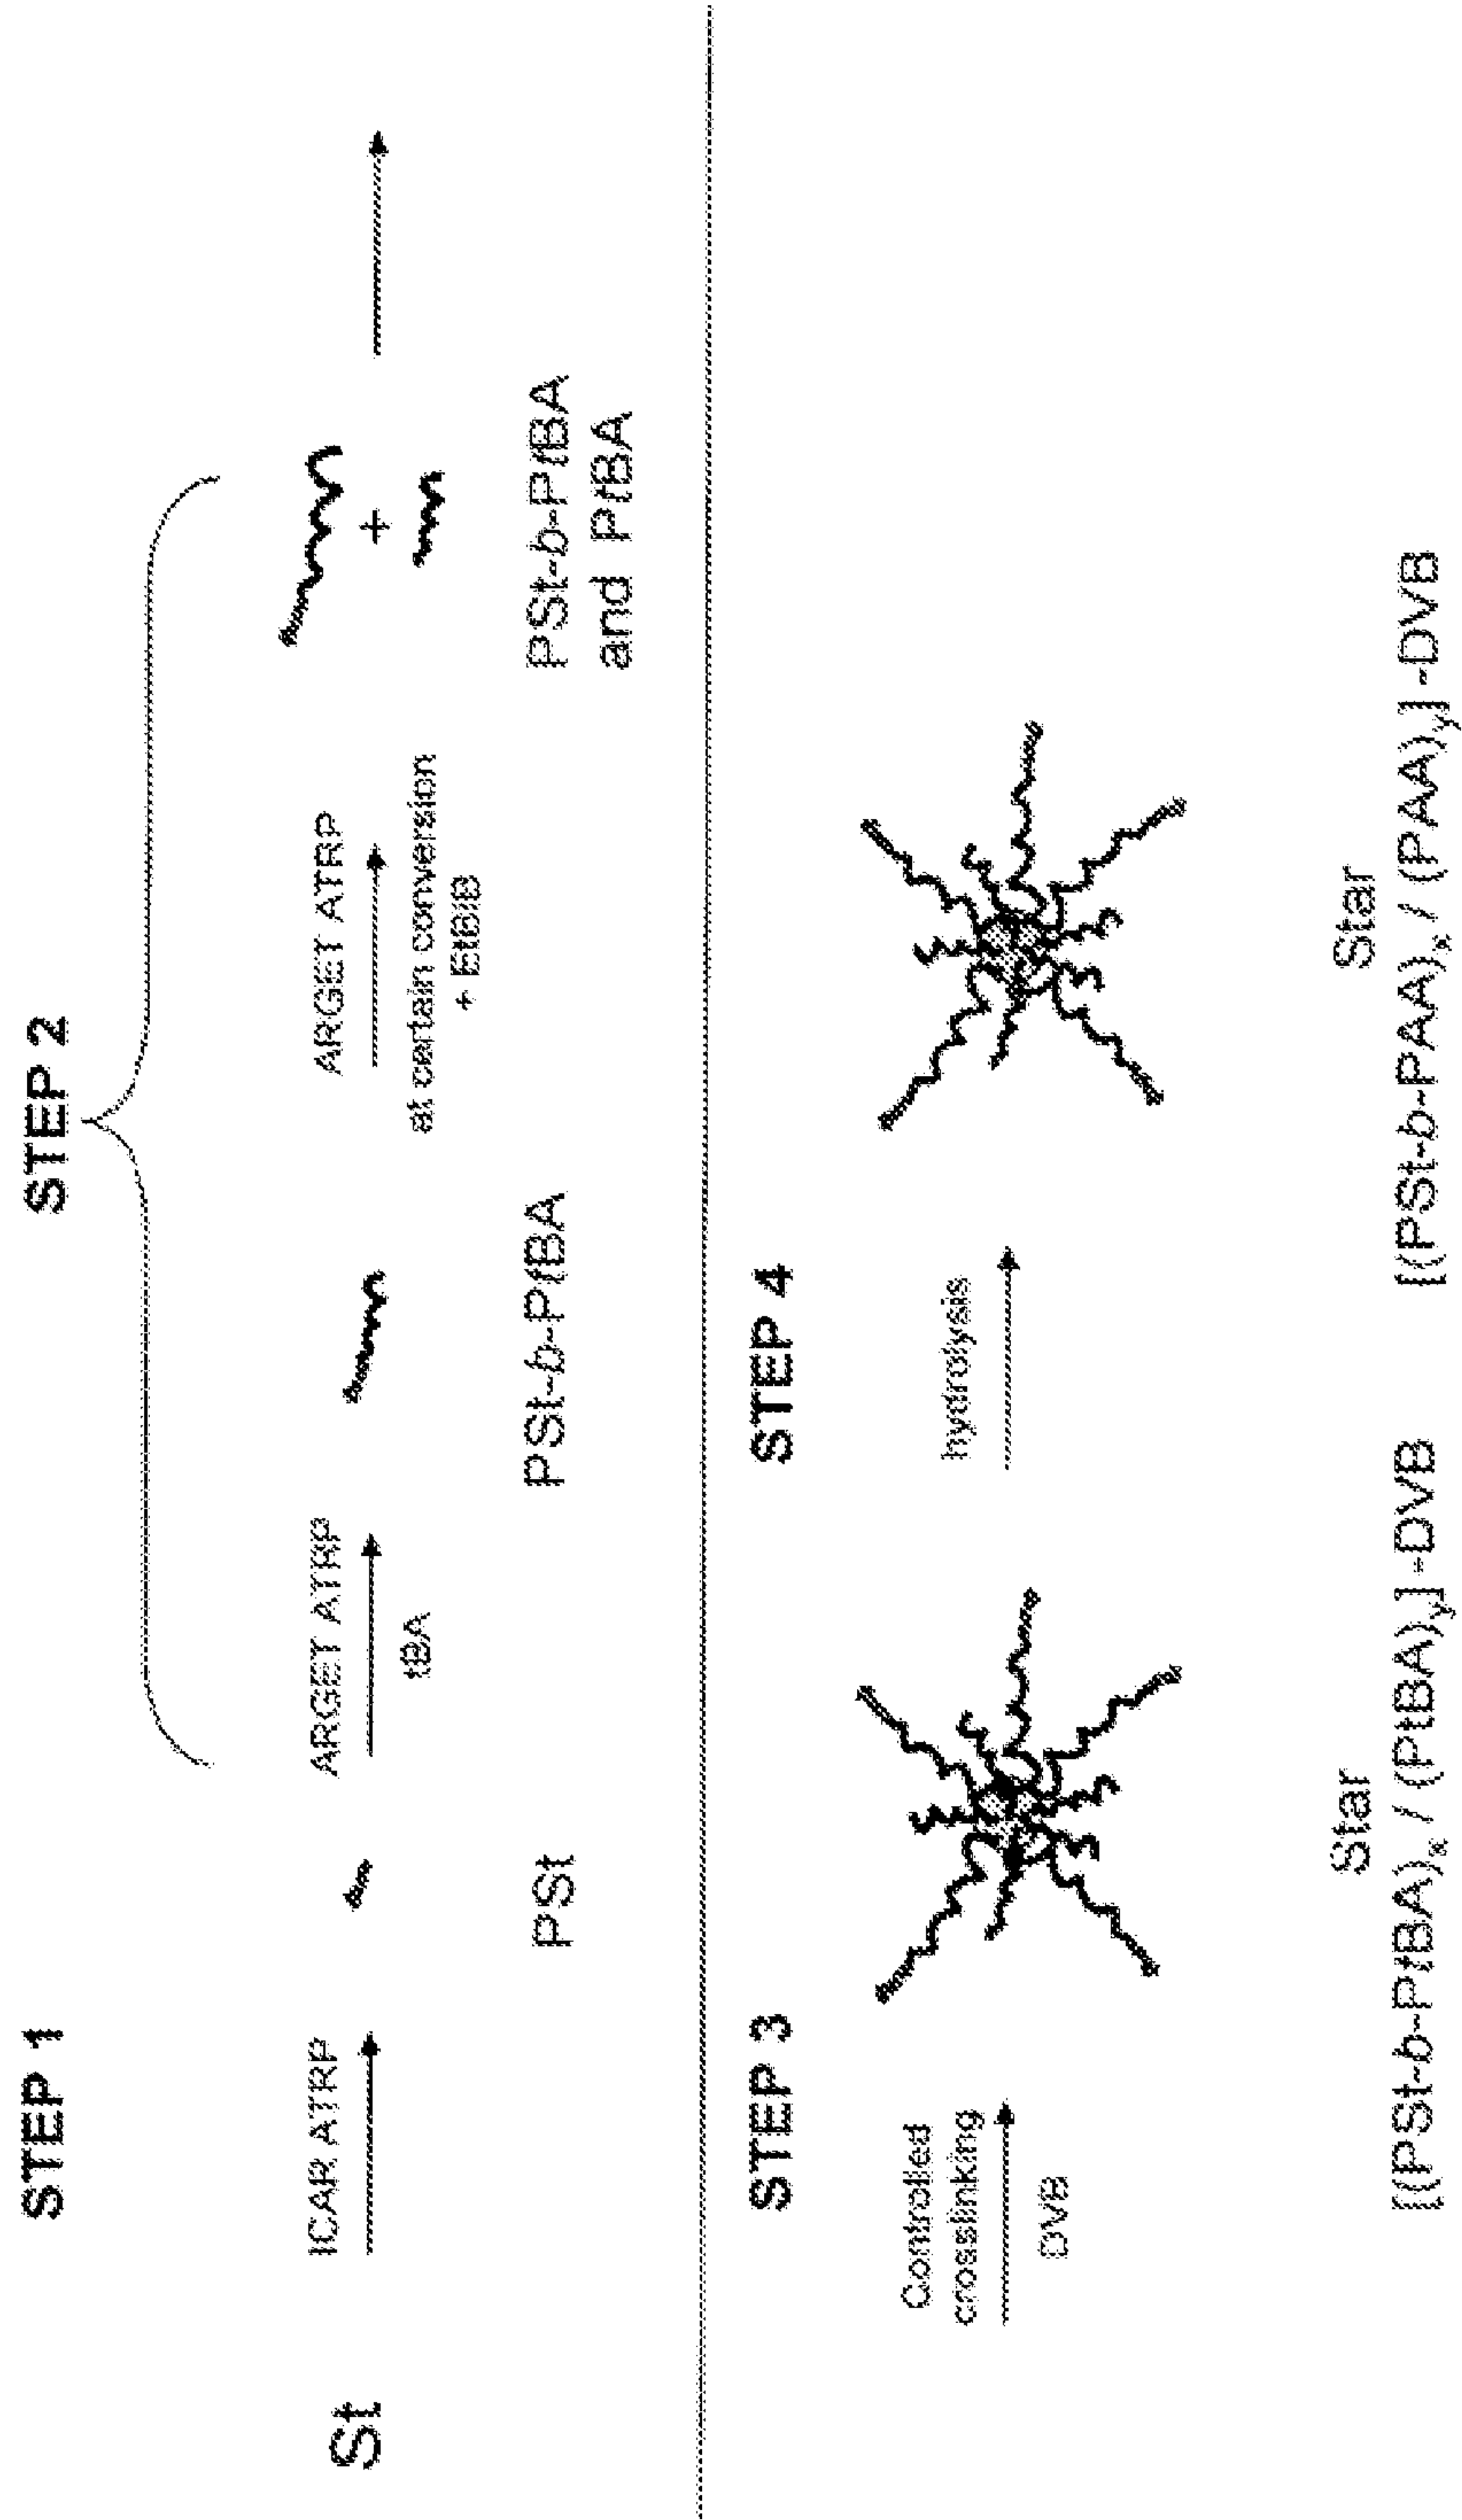 STEP 1
STEP 2
St
ICAR ATRP
PSt
ARGET ATRP
tBA
PSt-b-PtBA
ARGET ATRP
at certain conversion
+ EtBIB
+
PSt-b-PtBA
and PtBA
STEP 3
STEP 4
Controlled
crosslinking
DVB
Star
[(PSt-b-PtBA)x / (PtBA)y] -DVB
hydrolysis
Star
[(PSt-b-PAA)x / (PAA)y] -DVB